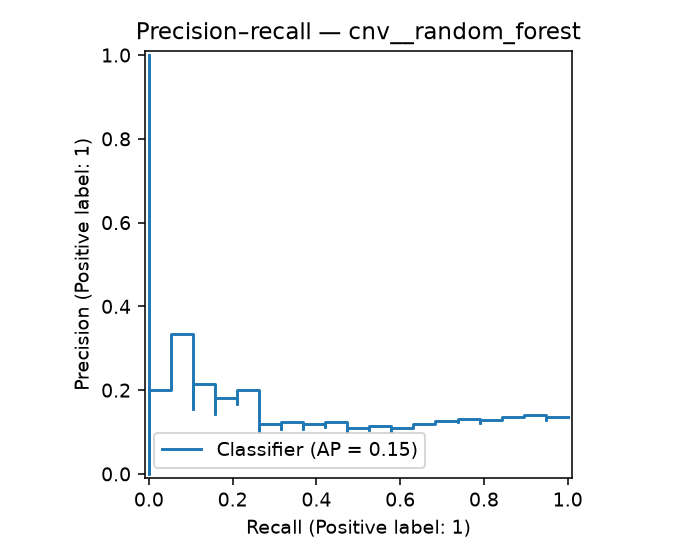 Precision–recall — cnv__random_forest
Precision (Positive label: 1)
1.0
0.8
0.6
0.4
0.2
0.0
Classifier (AP = 0.15)
0.0 0.2 0.4 0.6 0.8 1.0
Recall (Positive label: 1)